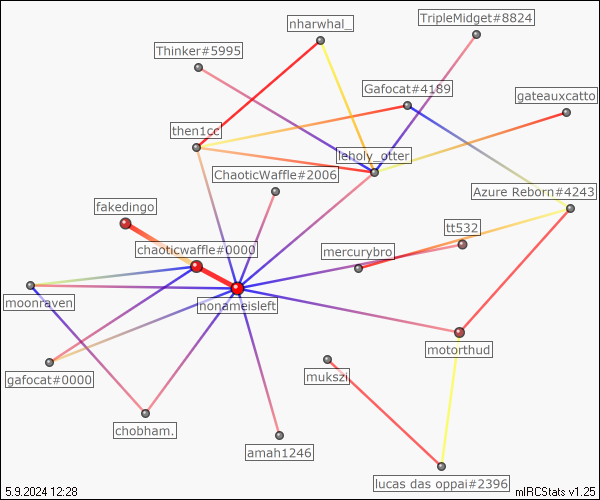 TripleMidget#8824
nharwhal_
Thinker#5995
Gafocat#4189
gateauxcatto
then1cc
leholy_otter
ChaoticWaffle#2006
Azure Reborn#4243
fakedingo
tt532
chaoticwaffle#0000
mercurybro
moonraven
nonameisleft
motorthud
mukszi
gafocat#0000
chobham.
amah1246
lucas das oppai#2396
5.9.2024 12:28
mIRCStats v1.25